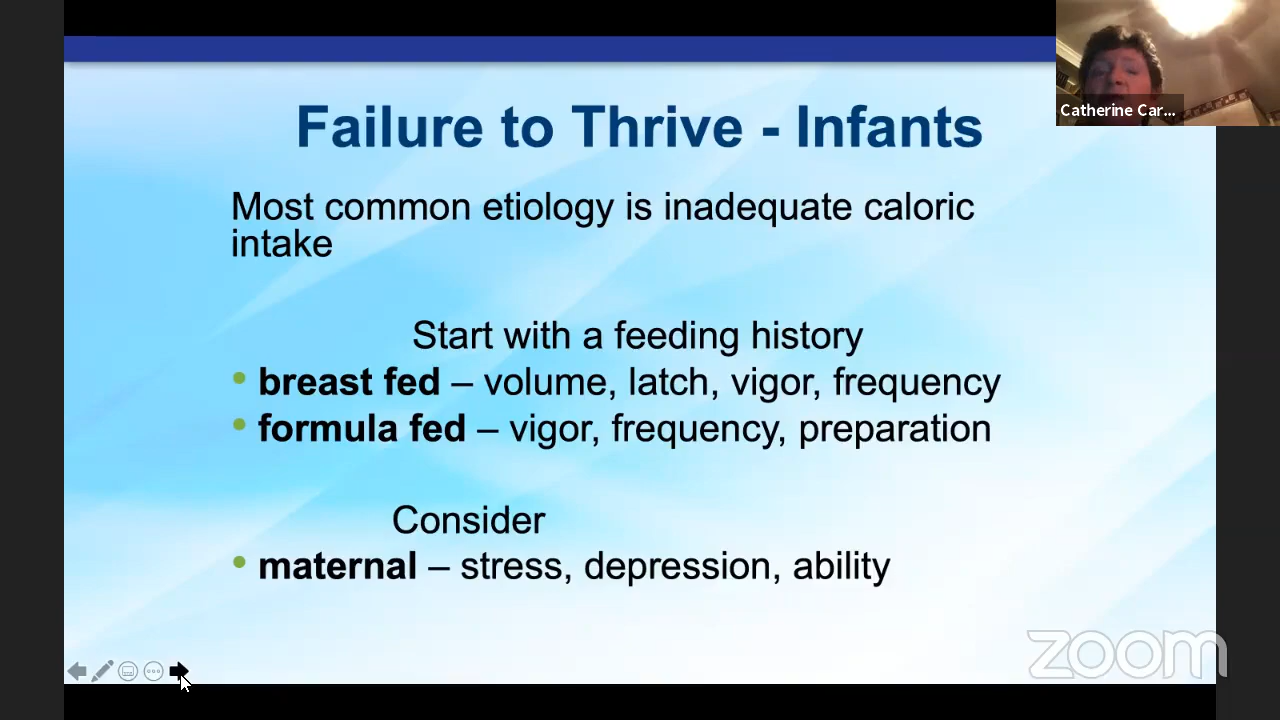 Catherine Car...
Failure to Thrive - Infants
Most common etiology is inadequate caloric
intake
Start with a feeding history
• breast fed – volume, latch, vigor, frequency
• formula fed – vigor, frequency, preparation
Consider
• maternal – stress, depression, ability
zoom